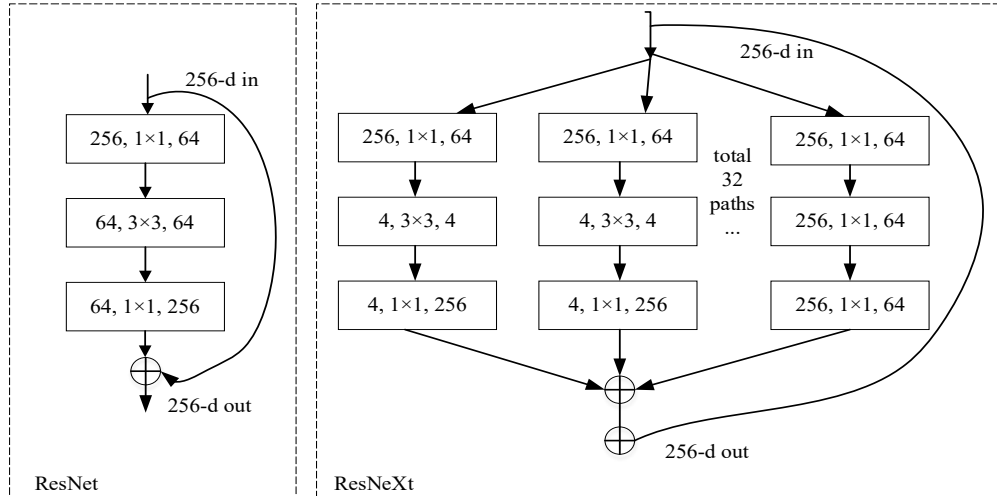 256-d in
256, 1×1, 64
64, 3×3, 64
64, 1×1, 256
256-d out
ResNet
256-d in
256, 1×1, 64
256, 1×1, 64
total
32
paths
...
256, 1×1, 64
4, 3×3, 4
4, 3×3, 4
256, 1×1, 64
4, 1×1, 256
4, 1×1, 256
256, 1×1, 64
256-d out
ResNeXt